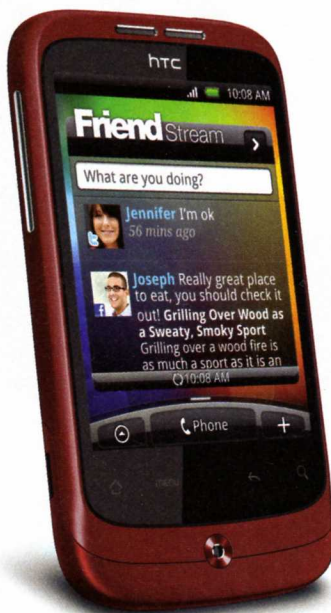 hTC
10:08 AM
Friend Stream
What are you doing?
Jennifer I'm ok
56 mins ago
Joseph Really great place
to eat, you should check it
out! Grilling Over Wood as
a Sweaty, Smoky Sport
Grilling over a wood fire is
as much a sport as it is an
10:08 AM
Phone
menu